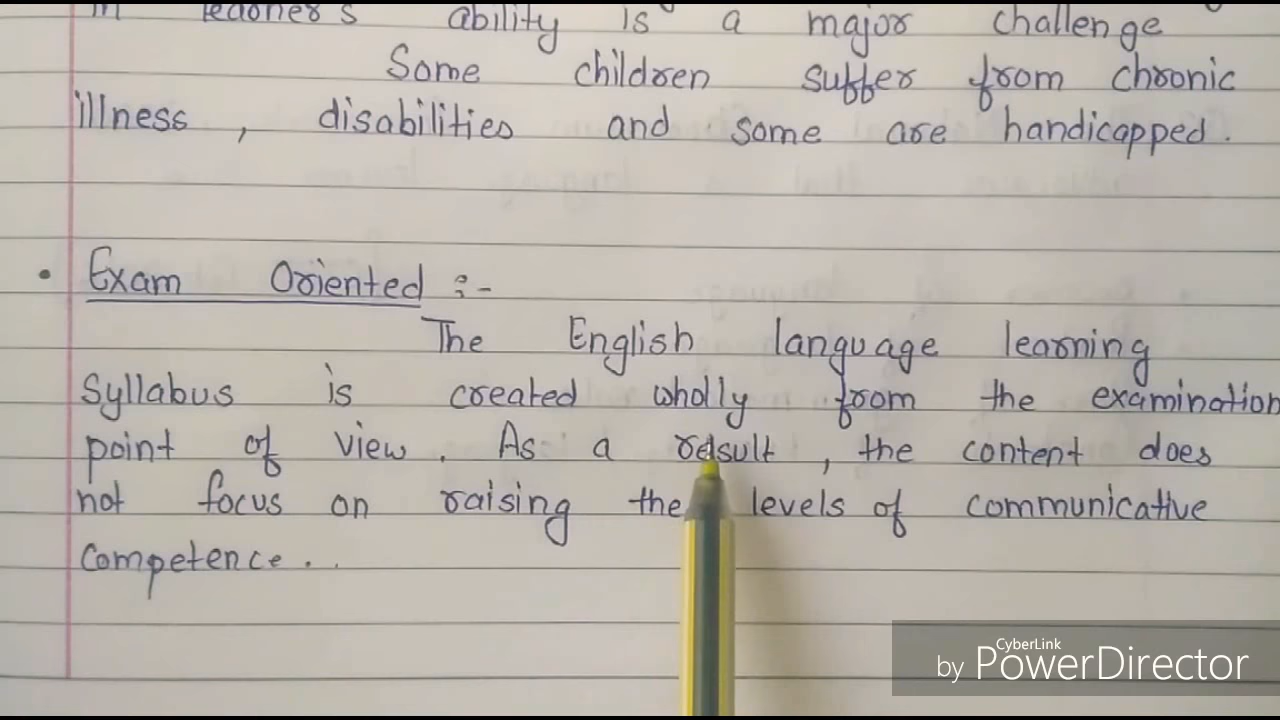 in learner's ability is a major challenge
Some children suffer from chronic
illness, disabilities and some are handicapped.
• Exam Oriented :-
The English language learning
Syllabus is created wholly from the examination
point of view. As a result, the content does
not focus on raising the levels of communicative
Competence..
CyberLink
by PowerDirector